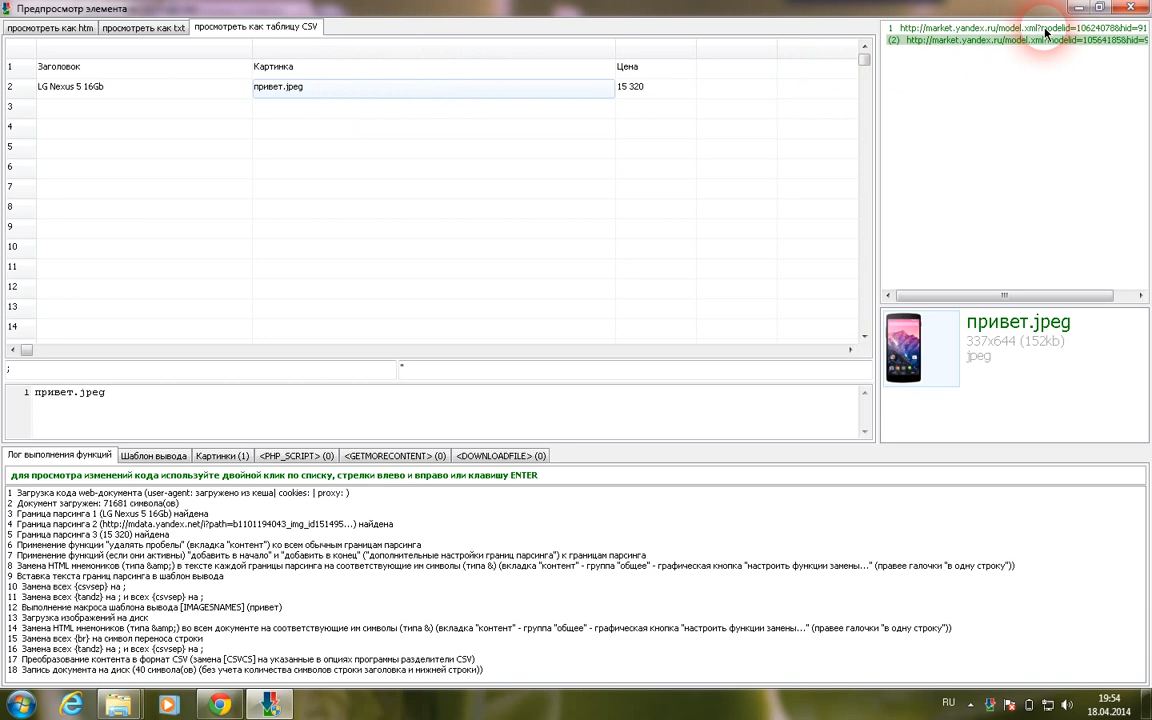 Предпросмотр элемента
просмотреть как htm
просмотреть как txt
просмотреть как таблицу CSV
1 Заголовок Картинка Цена
2 LG Nexus 5 16Gb привет.jpeg 15 320
3
4
5
6
7
8
9
10
11
12
13
14
; "
1 привет.jpeg
1 http://market.yandex.ru/model.xml?modelid=10624078&hid=91
(2) http://market.yandex.ru/model.xml?modelid=10564185&hid=9
привет.jpeg
337x644 (152kb)
jpeg
Лог выполнения функций
Шаблон вывода
Картинки (1)
<PHP_SCRIPT> (0)
<GETMORECONTENT> (0)
<DOWNLOADFILE> (0)
для просмотра изменений кода используйте двойной клик по списку, стрелки влево и вправо или клавишу ENTER
1 Загрузка кода web-документа (user-agent: загружено из кеша| cookies: | proxy: )
2 Документ загружен: 71681 символа(ов)
3 Граница парсинга 1 (LG Nexus 5 16Gb) найдена
4 Граница парсинга 2 (http://mdata.yandex.net/i?path=b1101194043_img_id151495...) найдена
5 Граница парсинга 3 (15 320) найдена
6 Применение функции "удалять пробелы" (вкладка "контент") ко всем обычным границам парсинга
7 Применение функций (если они активны) "добавить в начало" и "добавить в конец" ("дополнительные настройки границ парсинга") к границам парсинга
8 Замена HTML мнемоников (типа &amp;) в тексте каждой границы парсинга на соответствующие им символы (типа &) (вкладка "контент" - группа "общее" - графическая кнопка "настроить функции замены..." (правее галочки "в одну строку"))
9 Вставка текста границ парсинга в шаблон вывода
10 Замена всех {csvsep} на ;
11 Замена всех {tandz} на ; и всех {csvsep} на ;
12 Выполнение макроса шаблона вывода [IMAGESNAMES] (привет)
13 Загрузка изображений на диск
14 Замена HTML мнемоников (типа &amp;) во всем документе на соответствующие им символы (типа &) (вкладка "контент" - группа "общее" - графическая кнопка "настроить функции замены..." (правее галочки "в одну строку"))
15 Замена всех {br} на символ переноса строки
16 Замена всех {tandz} на ; и всех {csvsep} на ;
17 Преобразование контента в формат CSV (замена [CSVCS] на указанные в опциях программы разделители CSV)
18 Запись документа на диск (40 символа(ов) (без учета количества символов строки заголовка и нижней строки))
RU
19:54
18.04.2014